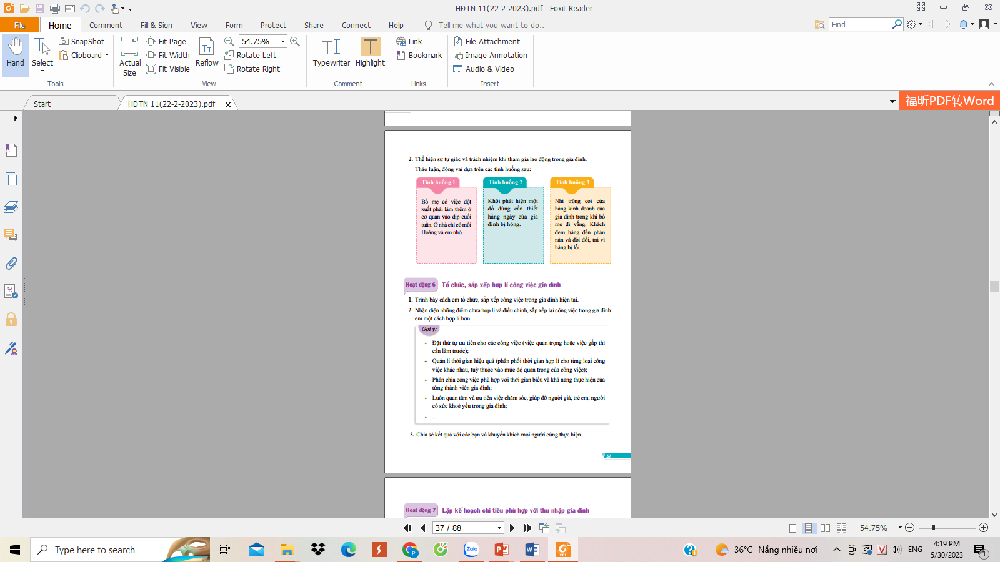 HĐTN 11(22-2-2023).pdf - Foxit Reader
File Home Comment Fill & Sign View Form Protect Share Connect Help Tell me what you want to do.. Find
Hand
Select
SnapShot
Clipboard
Tools
Actual Size
Fit Page
Fit Width
Fit Visible
Reflow
54.75%
Rotate Left
Rotate Right
View
Typewriter
Highlight
Comment
Link
Bookmark
Links
File Attachment
Image Annotation
Audio & Video
Insert
Start
HĐTN 11(22-2-2023).pdf
福昕PDF转Word
2. Thể hiện sự tự giác và trách nhiệm khi tham gia lao động trong gia đình.
Thảo luận, đóng vai dựa trên các tình huống sau:
Tình huống 1
Bố mẹ có việc đột
xuất phải làm thêm ở
cơ quan vào dịp cuối
tuần. Ở nhà chỉ có mỗi
Hoàng và em nhỏ.
Tình huống 2
Khôi phát hiện một
đồ dùng cần thiết
hằng ngày của gia
đình bị hỏng.
Tình huống 3
Nhi trông coi cửa
hàng kinh doanh của
gia đình trong khi bố
mẹ đi vắng. Khách
đem hàng đến phàn
nàn và đòi đổi, trả vì
hàng bị lỗi.
Hoạt động 6 Tổ chức, sắp xếp hợp lí công việc gia đình
1. Trình bày cách em tổ chức, sắp xếp công việc trong gia đình hiện tại.
2. Nhận diện những điểm chưa hợp lí và điều chỉnh, sắp xếp lại công việc trong gia đình
em một cách hợp lí hơn.
Gợi ý:
• Đặt thứ tự ưu tiên cho các công việc (việc quan trọng hoặc việc gấp thì
cần làm trước);
• Quản lí thời gian hiệu quả (phân phối thời gian hợp lí cho từng loại công
việc khác nhau, tuỳ thuộc vào mức độ quan trọng của công việc);
• Phân chia công việc phù hợp với thời gian biểu và khả năng thực hiện của
từng thành viên gia đình;
• Luôn quan tâm và ưu tiên việc chăm sóc, giúp đỡ người già, trẻ em, người
có sức khoẻ yếu trong gia đình;
• ...
3. Chia sẻ kết quả với các bạn và khuyến khích mọi người cùng thực hiện.
37
Hoạt động 7 Lập kế hoạch chi tiêu phù hợp với thu nhập gia đình
37 / 88
54.75%
Type here to search
Zalo
36°C Nắng nhiều nơi
ENG
4:19 PM
5/30/2023
1